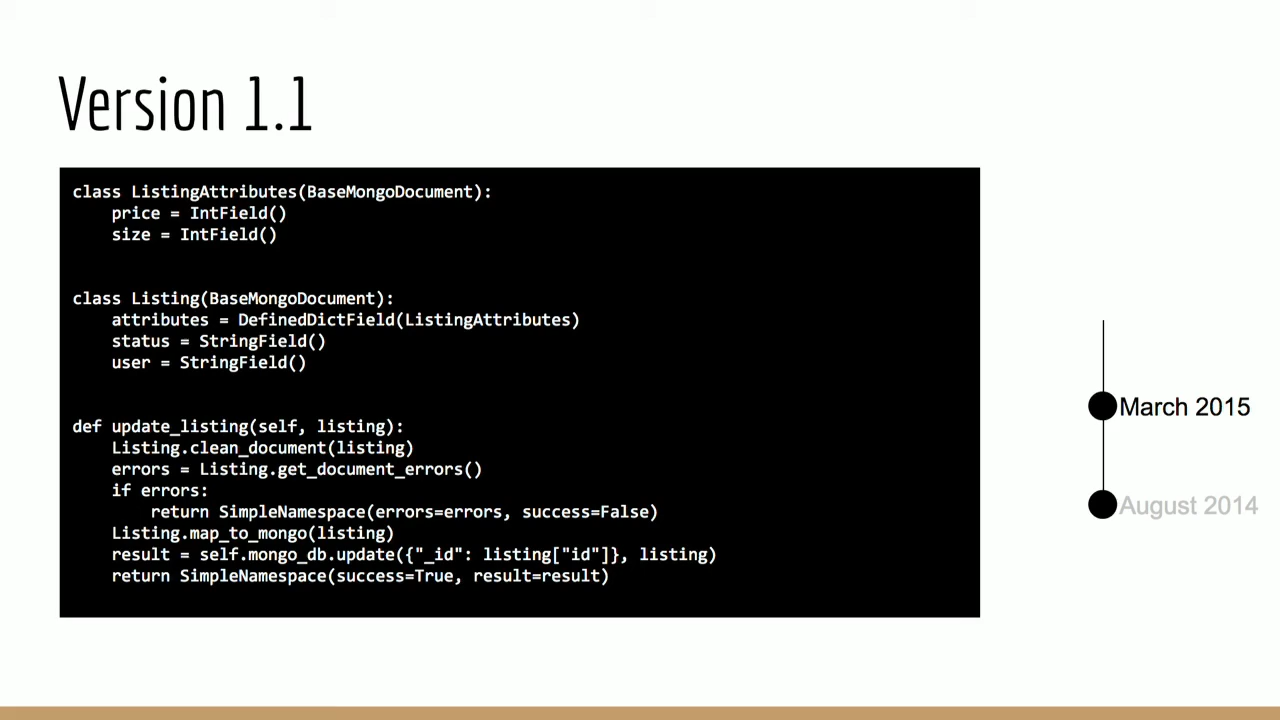 Version 1.1
class ListingAttributes(BaseMongoDocument):
    price = IntField()
    size = IntField()
class Listing(BaseMongoDocument):
    attributes = DefinedDictField(ListingAttributes)
    status = StringField()
    user = StringField()
def update_listing(self, listing):
    Listing.clean_document(listing)
    errors = Listing.get_document_errors()
    if errors:
        return SimpleNamespace(errors=errors, success=False)
    Listing.map_to_mongo(listing)
    result = self.mongo_db.update({"_id": listing["id"]}, listing)
    return SimpleNamespace(success=True, result=result)
March 2015
August 2014